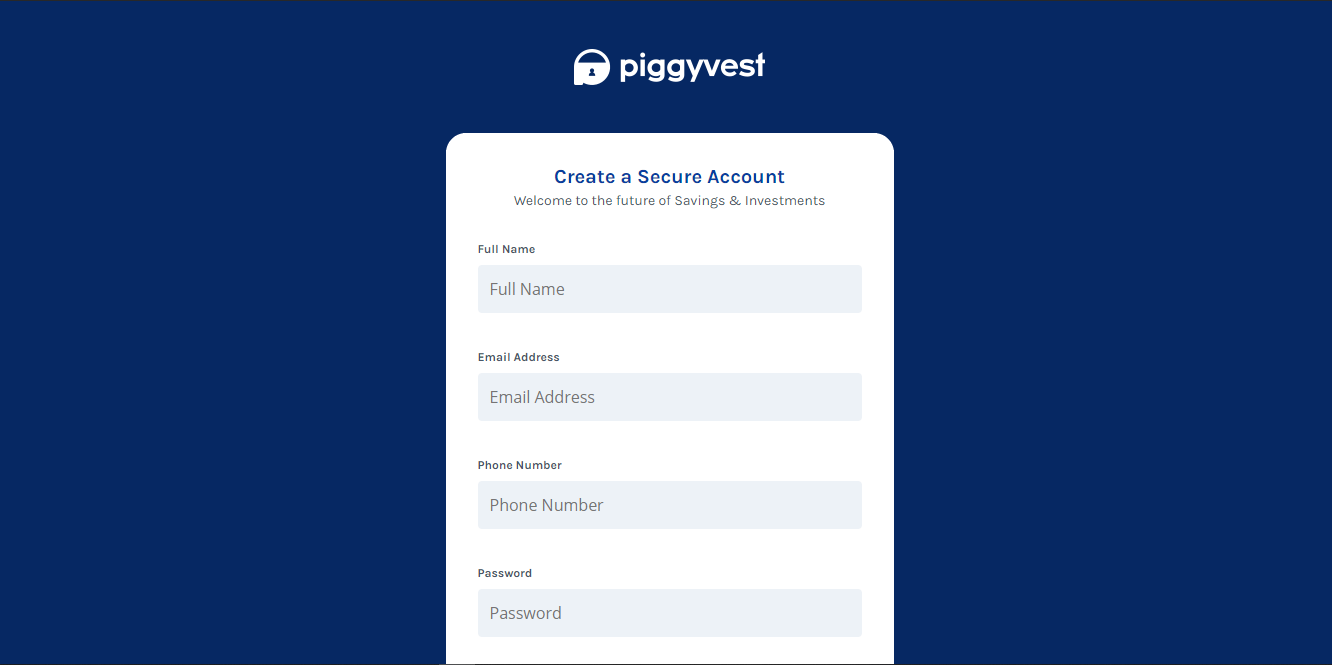 piggyvest
Create a Secure Account
Welcome to the future of Savings & Investments
Full Name
Full Name
Email Address
Email Address
Phone Number
Phone Number
Password
Password